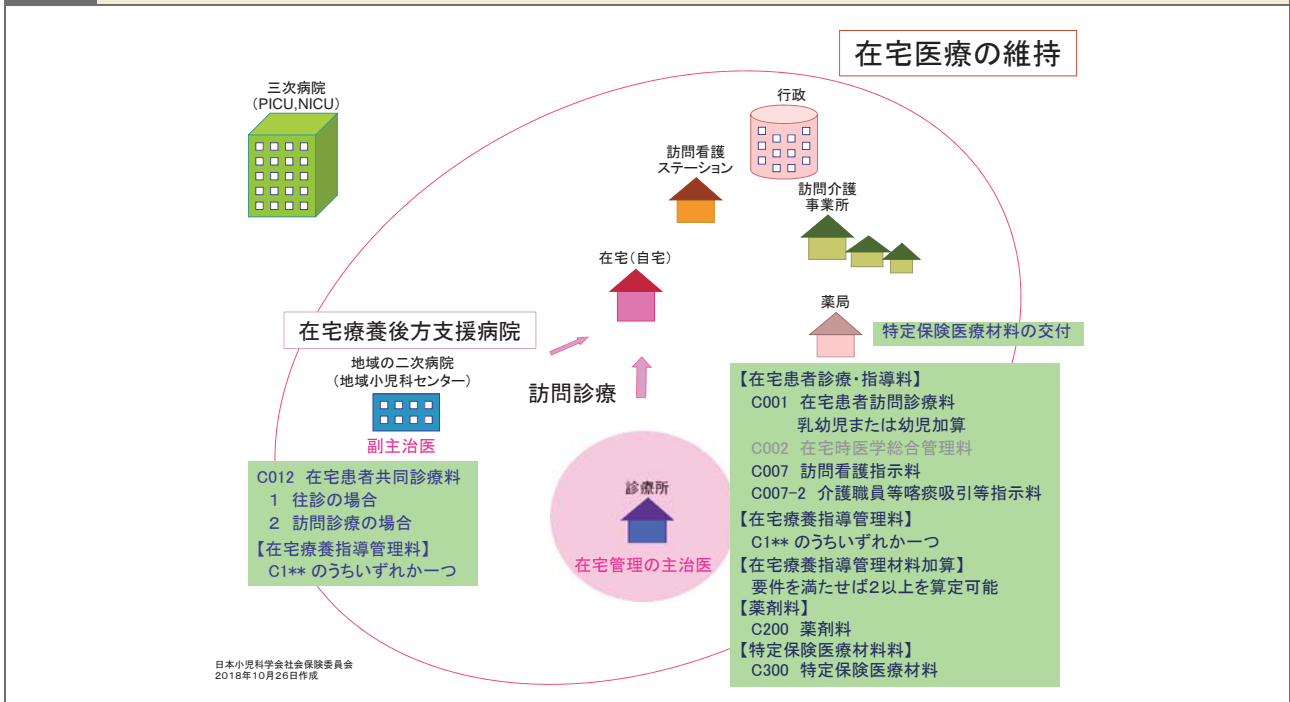 在宅医療の維持
三次病院
(PICU,NICU)
行政
訪問看護
ステーション
訪問介護
事業所
在宅(自宅)
薬局
特定保険医療材料の交付
在宅療養後方支援病院
地域の二次病院
(地域小児科センター)
副主治医
訪問診療
C012 在宅患者共同診療料
1 往診の場合
2 訪問診療の場合
【在宅療養指導管理料】
C1** のうちいずれか一つ
診療所
在宅管理の主治医
【在宅患者診療・指導料】
C001 在宅患者訪問診療料
乳幼児または幼児加算
C002 在宅時医学総合管理料
C007 訪問看護指示料
C007-2 介護職員等喀痰吸引等指示料
【在宅療養指導管理料】
C1** のうちいずれか一つ
【在宅療養指導管理材料加算】
要件を満たせば2以上を算定可能
【薬剤料】
C200 薬剤料
【特定保険医療材料料】
C300 特定保険医療材料
日本小児科学会社会保険委員会
2018年10月26日作成